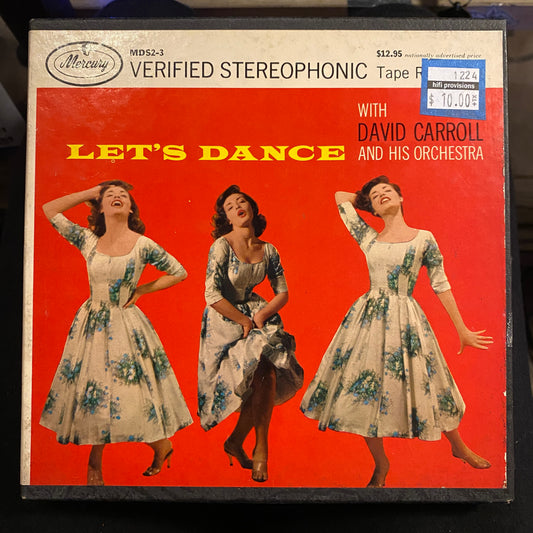 Mercury
MDS2-3
$12.95 nationally advertised price
VERIFIED STEREOPHONIC Tape R
1224
hifi provisions
$ 10.00
WITH
DAVID CARROLL
LET'S DANCE AND HIS ORCHESTRA